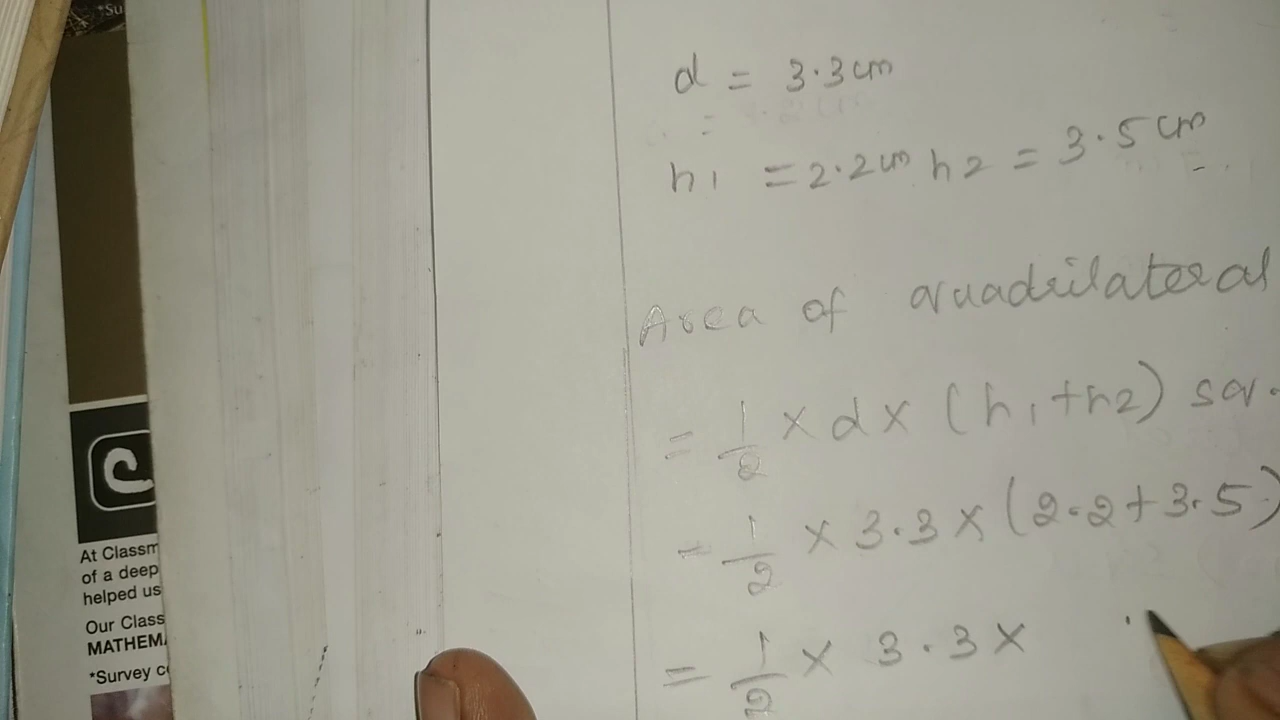 *Su
d = 3.3 cm
h1 = 2.2 cm h2 = 3.5 cm
Area of quadrilateral
= 1/2 × d × (h1+h2) sq.
= 1/2 × 3.3 × (2.2+3.5)
= 1/2 × 3.3 ×
At Classm
of a deep
helped us
Our Class
MATHEM
*Survey c